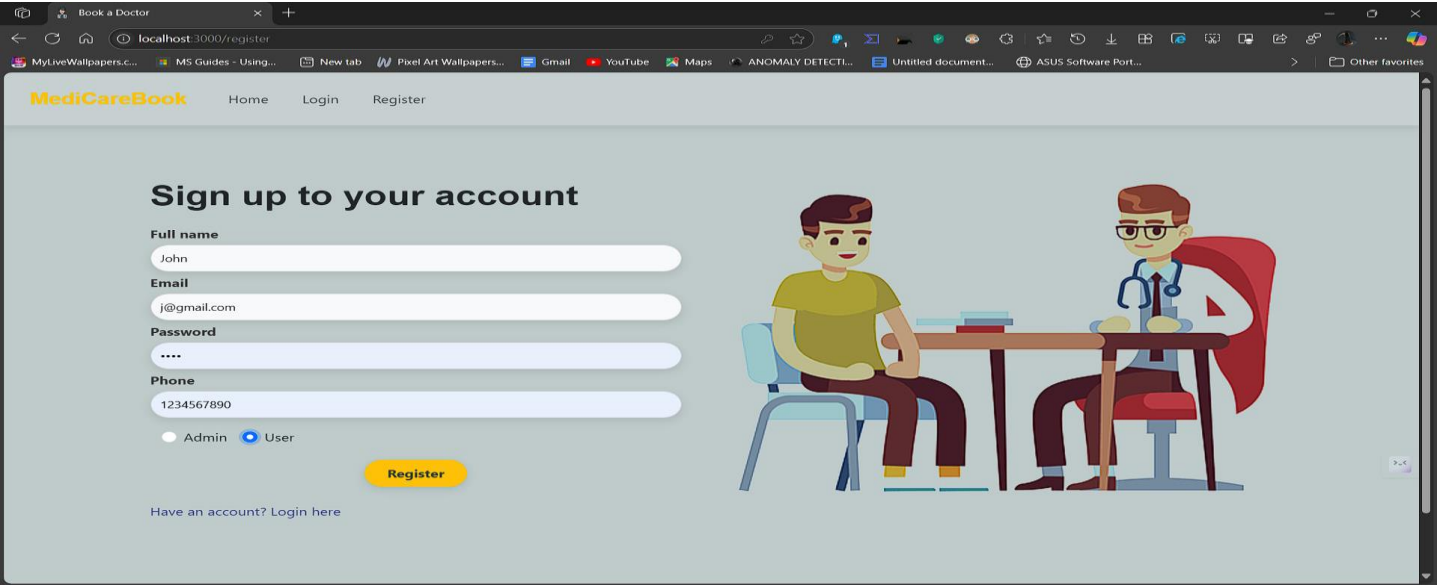 Book a Doctor
localhost:3000/register
MyLiveWallpapers.c... MS Guides - Using... New tab Pixel Art Wallpapers... Gmail YouTube Maps ANOMALY DETECTI... Untitled document... ASUS Software Port... Other favorites
MediCareBook Home Login Register
Sign up to your account
Full name
John
Email
j@gmail.com
Password
••••
Phone
1234567890
Admin User
Register
Have an account? Login here